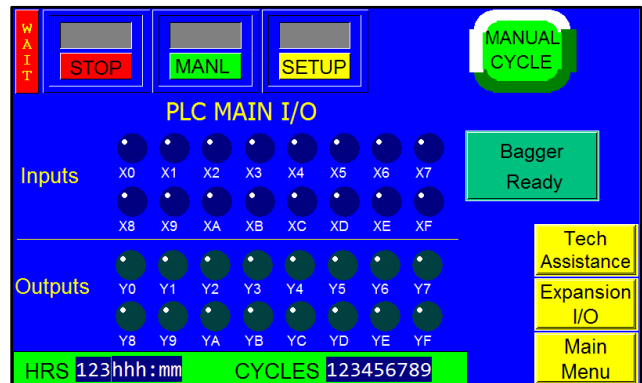 WAIT
STOP MANL SETUP
MANUAL
CYCLE
PLC MAIN I/O
Inputs
X0 X1 X2 X3 X4 X5 X6 X7
X8 X9 XA XB XC XD XE XF
Bagger
Ready
Outputs
Y0 Y1 Y2 Y3 Y4 Y5 Y6 Y7
Y8 Y9 YA YB YC YD YE YF
Tech
Assistance
Expansion
I/O
Main
Menu
HRS 123hhh:mm CYCLES 123456789